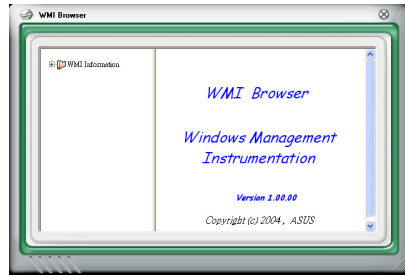 WMI Browser
WMI Information
WMI Browser
Windows Management
Instrumentation
Version 1.00.00
Copyright (c) 2004, ASUS